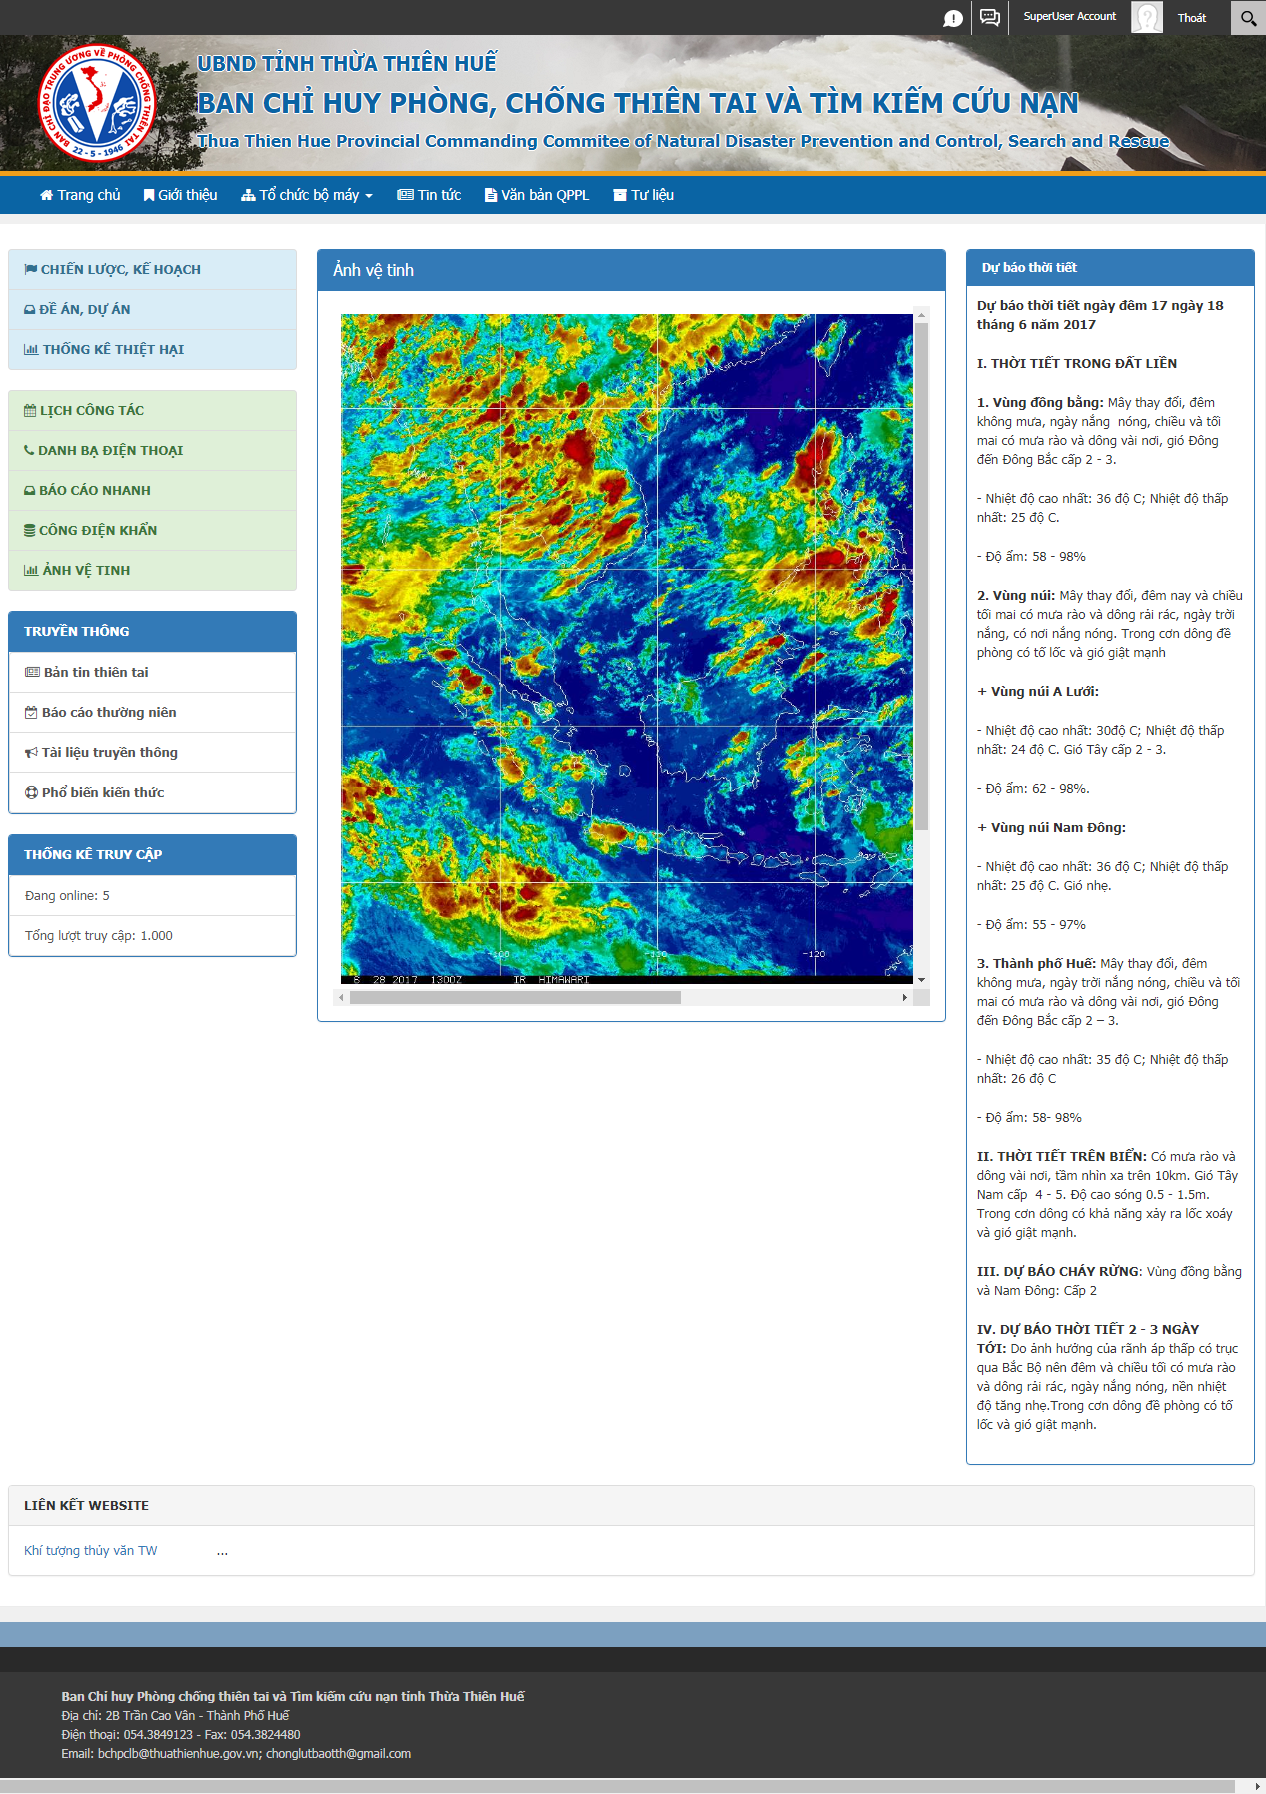 SuperUser Account
Thoát
BAN CHỈ ĐẠO TRUNG ƯƠNG VỀ PHÒNG CHỐNG THIÊN TAI
22 - 5 - 1946
UBND TỈNH THỪA THIÊN HUẾ
BAN CHỈ HUY PHÒNG, CHỐNG THIÊN TAI VÀ TÌM KIẾM CỨU NẠN
Thua Thien Hue Provincial Commanding Commitee of Natural Disaster Prevention and Control, Search and Rescue
Trang chủ
Giới thiệu
Tổ chức bộ máy
Tin tức
Văn bản QPPL
Tư liệu
CHIẾN LƯỢC, KẾ HOẠCH
ĐỀ ÁN, DỰ ÁN
THỐNG KÊ THIỆT HẠI
LỊCH CÔNG TÁC
DANH BẠ ĐIỆN THOẠI
BÁO CÁO NHANH
CÔNG ĐIỆN KHẨN
ẢNH VỆ TINH
TRUYỀN THÔNG
Bản tin thiên tai
Báo cáo thường niên
Tài liệu truyền thông
Phổ biến kiến thức
THỐNG KÊ TRUY CẬP
Đang online: 5
Tổng lượt truy cập: 1.000
Ảnh vệ tinh
-100
-110
-120
6 28 2017 1300Z IR HIMAWARI
Dự báo thời tiết
Dự báo thời tiết ngày đêm 17 ngày 18
tháng 6 năm 2017
I. THỜI TIẾT TRONG ĐẤT LIỀN
1. Vùng đồng bằng: Mây thay đổi, đêm
không mưa, ngày nắng nóng, chiều và tối
mai có mưa rào và dông vài nơi, gió Đông
đến Đông Bắc cấp 2 - 3.
- Nhiệt độ cao nhất: 36 độ C; Nhiệt độ thấp
nhất: 25 độ C.
- Độ ẩm: 58 - 98%
2. Vùng núi: Mây thay đổi, đêm nay và chiều
tối mai có mưa rào và dông rải rác, ngày trời
nắng, có nơi nắng nóng. Trong cơn dông đề
phòng có tố lốc và gió giật mạnh
+ Vùng núi A Lưới:
- Nhiệt độ cao nhất: 30độ C; Nhiệt độ thấp
nhất: 24 độ C. Gió Tây cấp 2 - 3.
- Độ ẩm: 62 - 98%.
+ Vùng núi Nam Đông:
- Nhiệt độ cao nhất: 36 độ C; Nhiệt độ thấp
nhất: 25 độ C. Gió nhẹ.
- Độ ẩm: 55 - 97%
3. Thành phố Huế: Mây thay đổi, đêm
không mưa, ngày trời nắng nóng, chiều và tối
mai có mưa rào và dông vài nơi, gió Đông
đến Đông Bắc cấp 2 – 3.
- Nhiệt độ cao nhất: 35 độ C; Nhiệt độ thấp
nhất: 26 độ C
- Độ ẩm: 58- 98%
II. THỜI TIẾT TRÊN BIỂN: Có mưa rào và
dông vài nơi, tầm nhìn xa trên 10km. Gió Tây
Nam cấp 4 - 5. Độ cao sóng 0.5 - 1.5m.
Trong cơn dông có khả năng xảy ra lốc xoáy
và gió giật mạnh.
III. DỰ BÁO CHÁY RỪNG: Vùng đồng bằng
và Nam Đông: Cấp 2
IV. DỰ BÁO THỜI TIẾT 2 - 3 NGÀY
TỚI: Do ảnh hưởng của rãnh áp thấp có trục
qua Bắc Bộ nên đêm và chiều tối có mưa rào
và dông rải rác, ngày nắng nóng, nền nhiệt
độ tăng nhẹ.Trong cơn dông đề phòng có tố
lốc và gió giật mạnh.
LIÊN KẾT WEBSITE
Khí tượng thủy văn TW
...
Ban Chỉ huy Phòng chống thiên tai và Tìm kiếm cứu nạn tỉnh Thừa Thiên Huế
Địa chỉ: 2B Trần Cao Vân - Thành Phố Huế
Điện thoại: 054.3849123 - Fax: 054.3824480
Email: bchpclb@thuathienhue.gov.vn; chonglutbaotth@gmail.com